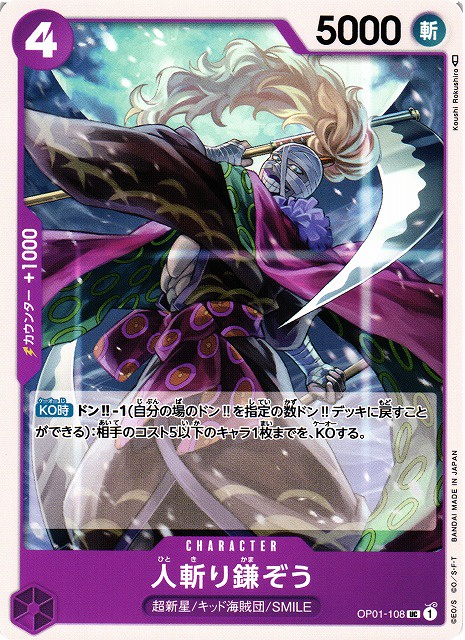 4
5000
斬
Koushi Rokushiro
カウンター +1000
KO時 ドン!!-1(自分の場のドン!!を指定の数ドン!!デッキに戻すこと
ができる):相手のコスト5以下のキャラ1枚までを、KOする。
CHARACTER
人斬り鎌ぞう
超新星/キッド海賊団/SMILE
OP01-108 UC 1
©E.O/S ©O/S・F・T BANDAI MADE IN JAPAN